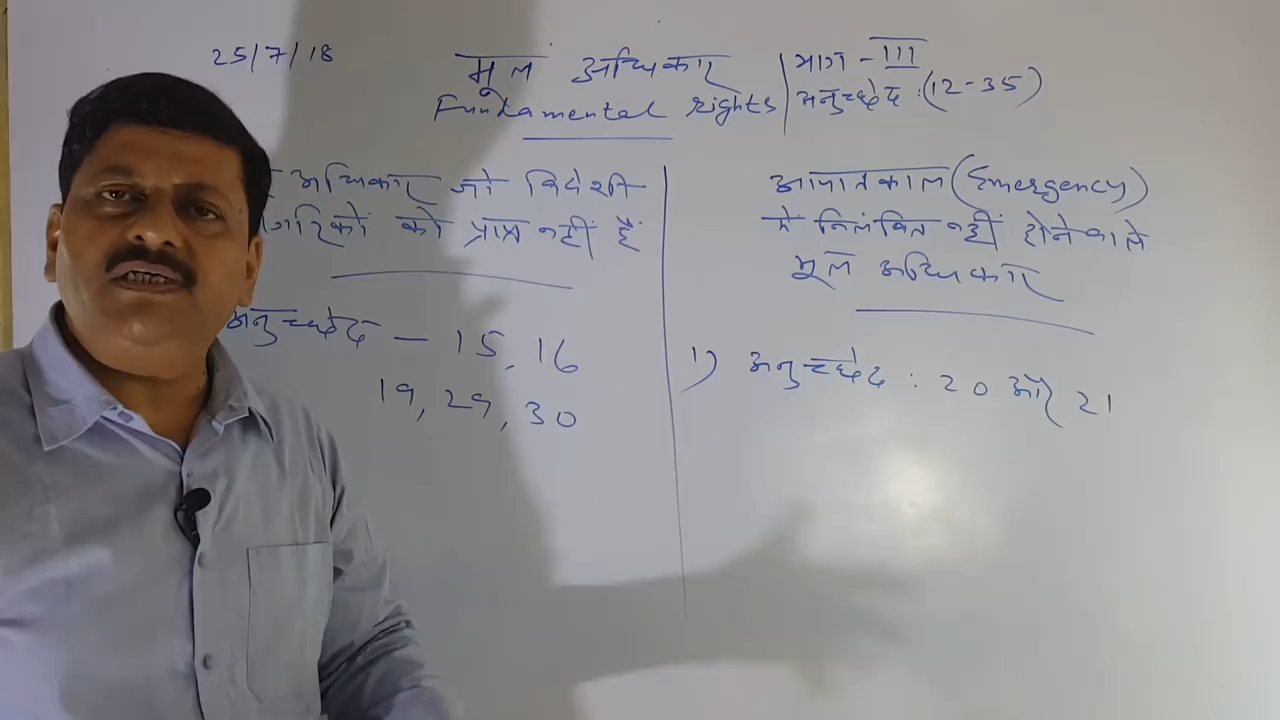 25/7/18
मूल अधिकार
Fundamental rights
भाग - III
अनुच्छेद : (12-35)
अधिकार जो विदेशी
को प्राप्त नहीं है
अनुच्छेद – 15, 16
19, 29, 30
आपातकाल (Emergency)
मे निलंबित नहीं होने वाले
मूल अधिकार
1) अनुच्छेद : 20 और 21